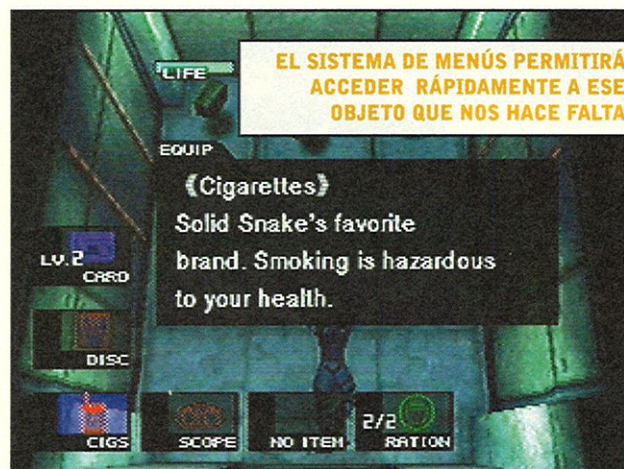 EL SISTEMA DE MENÚS PERMITIRÁ
ACCEDER RÁPIDAMENTE A ESE
OBJETO QUE NOS HACE FALTA
LIFE
EQUIP
《Cigarettes》
Solid Snake's favorite
brand. Smoking is hazardous
to your health.
LV.2
CARD
DISC
CIGS
SCOPE
NO ITEM
2/2
RATION